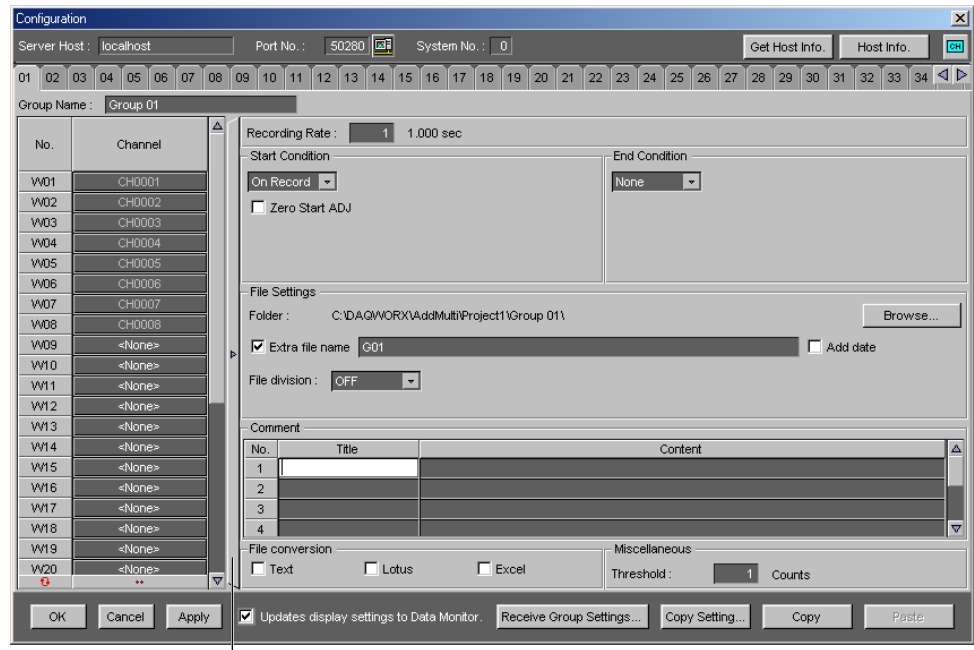 Configuration
Server Host : localhost Port No. : 50280 System No. : 0 Get Host Info. Host Info. CH
01 02 03 04 05 06 07 08 09 10 11 12 13 14 15 16 17 18 19 20 21 22 23 24 25 26 27 28 29 30 31 32 33 34
Group Name : Group 01
No. Channel
W01 CH0001
W02 CH0002
W03 CH0003
W04 CH0004
W05 CH0005
W06 CH0006
W07 CH0007
W08 CH0008
W09 <None>
W10 <None>
W11 <None>
W12 <None>
W13 <None>
W14 <None>
W15 <None>
W16 <None>
W17 <None>
W18 <None>
W19 <None>
W20 <None>
Recording Rate : 1 1.000 sec
Start Condition
On Record
Zero Start ADJ
End Condition
None
File Settings
Folder : C:\DAQWORX\AddMulti\Project1\Group 01\ Browse...
Extra file name G01 Add date
File division : OFF
Comment
No. Title Content
1
2
3
4
File conversion
Text Lotus Excel
Miscellaneous
Threshold : 1 Counts
OK Cancel Apply Updates display settings to Data Monitor. Receive Group Settings... Copy Setting... Copy Paste